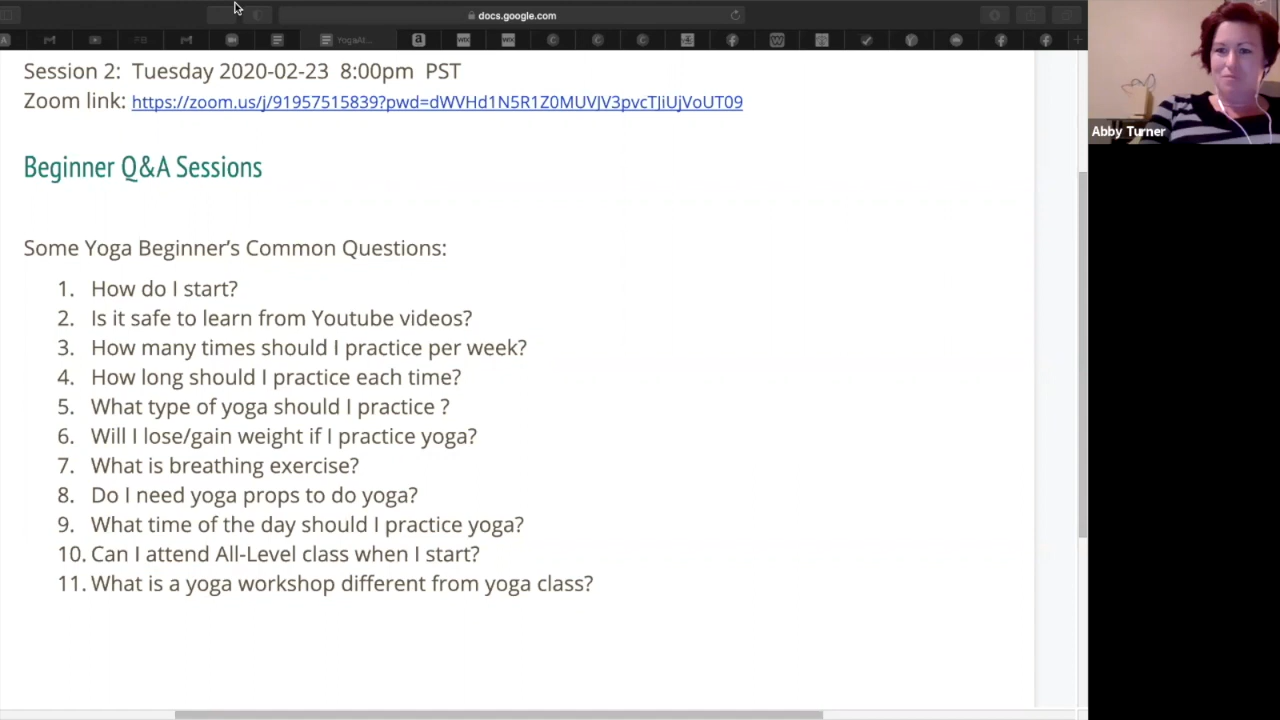 docs.google.com
YogaAl...
Session 2: Tuesday 2020-02-23 8:00pm PST
Zoom link: https://zoom.us/j/91957515839?pwd=dWVHd1N5R1Z0MUVJV3pvcTJiUjVoUT09
Abby Turner
Beginner Q&A Sessions
Some Yoga Beginner's Common Questions:
1. How do I start?
2. Is it safe to learn from Youtube videos?
3. How many times should I practice per week?
4. How long should I practice each time?
5. What type of yoga should I practice ?
6. Will I lose/gain weight if I practice yoga?
7. What is breathing exercise?
8. Do I need yoga props to do yoga?
9. What time of the day should I practice yoga?
10. Can I attend All-Level class when I start?
11. What is a yoga workshop different from yoga class?